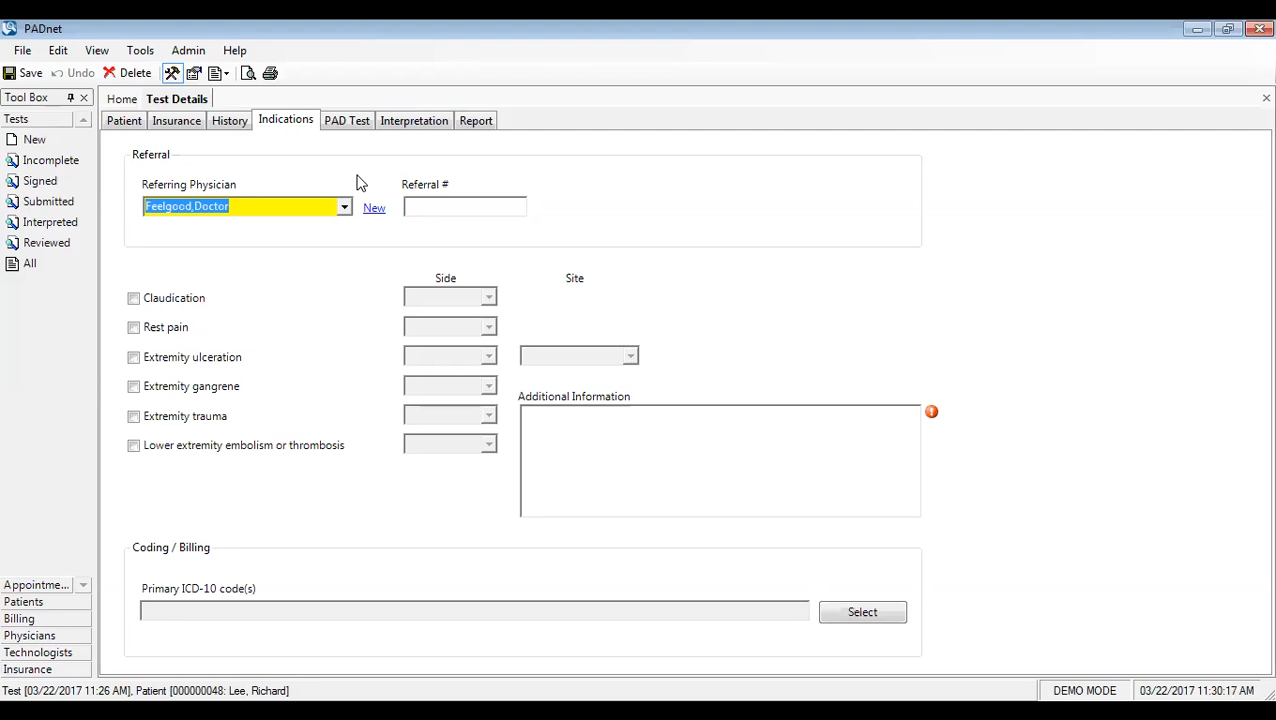 PADnet
File Edit View Tools Admin Help
Save Undo Delete
Tool Box
Home Test Details
Tests
Patient Insurance History Indications PAD Test Interpretation Report
New
Incomplete
Signed
Submitted
Interpreted
Reviewed
All
Referral
Referring Physician Referral #
Feelgood,Doctor New
Side Site
Claudication
Rest pain
Extremity ulceration
Extremity gangrene
Additional Information
Extremity trauma
Lower extremity embolism or thrombosis
Coding / Billing
Primary ICD-10 code(s)
Select
Appointme...
Patients
Billing
Physicians
Technologists
Insurance
Test [03/22/2017 11:26 AM], Patient [000000048: Lee, Richard] DEMO MODE 03/22/2017 11:30:17 AM